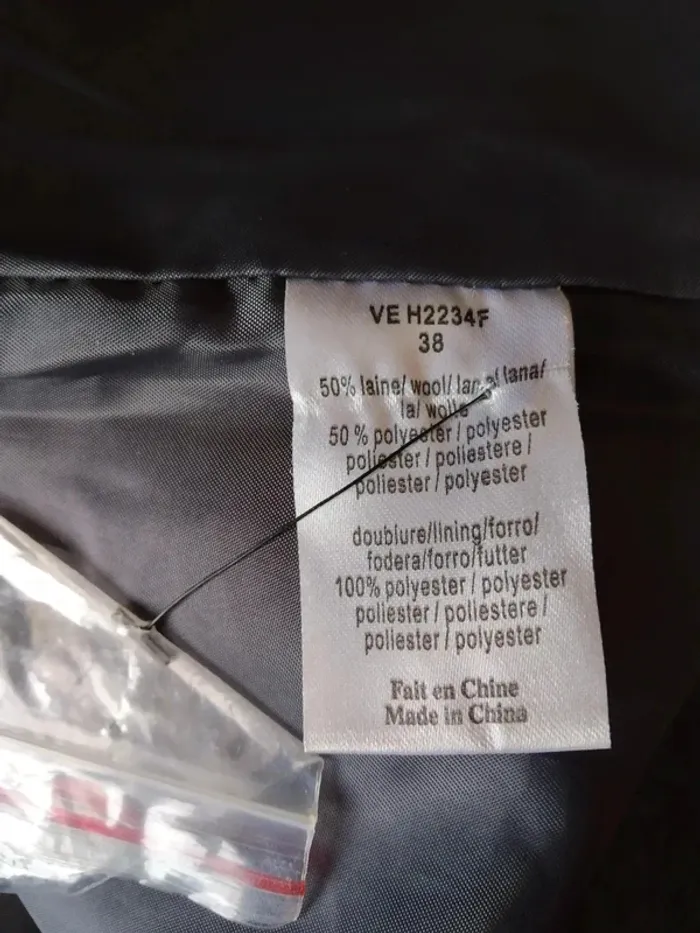 VE H2234F
38
50% laine/ wool/ lana/ lana/
la/ wolle
50 % polyester / polyester
poliester / poliestere /
poliester / polyester
doublure/lining/forro/
fodera/forro/futter
100% polyester / polyester
poliester / poliestere /
poliester / polyester
Fait en Chine
Made in China